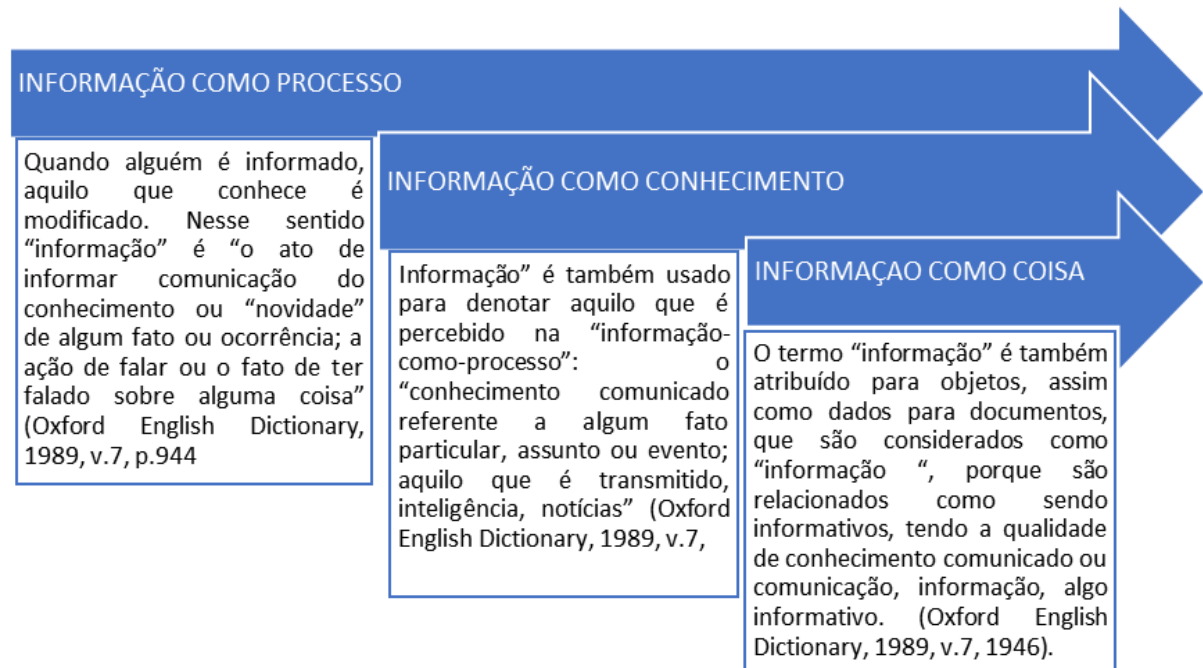 INFORMAÇÃO COMO PROCESSO
Quando alguém é informado,
aquilo que conhece é
modificado. Nesse sentido
“informação” é “o ato de
informar comunicação do
conhecimento ou “novidade”
de algum fato ou ocorrência; a
ação de falar ou o fato de ter
falado sobre alguma coisa”
(Oxford English Dictionary,
1989, v.7, p.944
INFORMAÇÃO COMO CONHECIMENTO
Informação” é também usado
para denotar aquilo que é
percebido na “informação-
como-processo”: o
“conhecimento comunicado
referente a algum fato
particular, assunto ou evento;
aquilo que é transmitido,
inteligência, notícias” (Oxford
English Dictionary, 1989, v.7,
INFORMAÇAO COMO COISA
O termo “informação” é também
atribuído para objetos, assim
como dados para documentos,
que são considerados como
“informação “, porque são
relacionados como sendo
informativos, tendo a qualidade
de conhecimento comunicado ou
comunicação, informação, algo
informativo. (Oxford English
Dictionary, 1989, v.7, 1946).